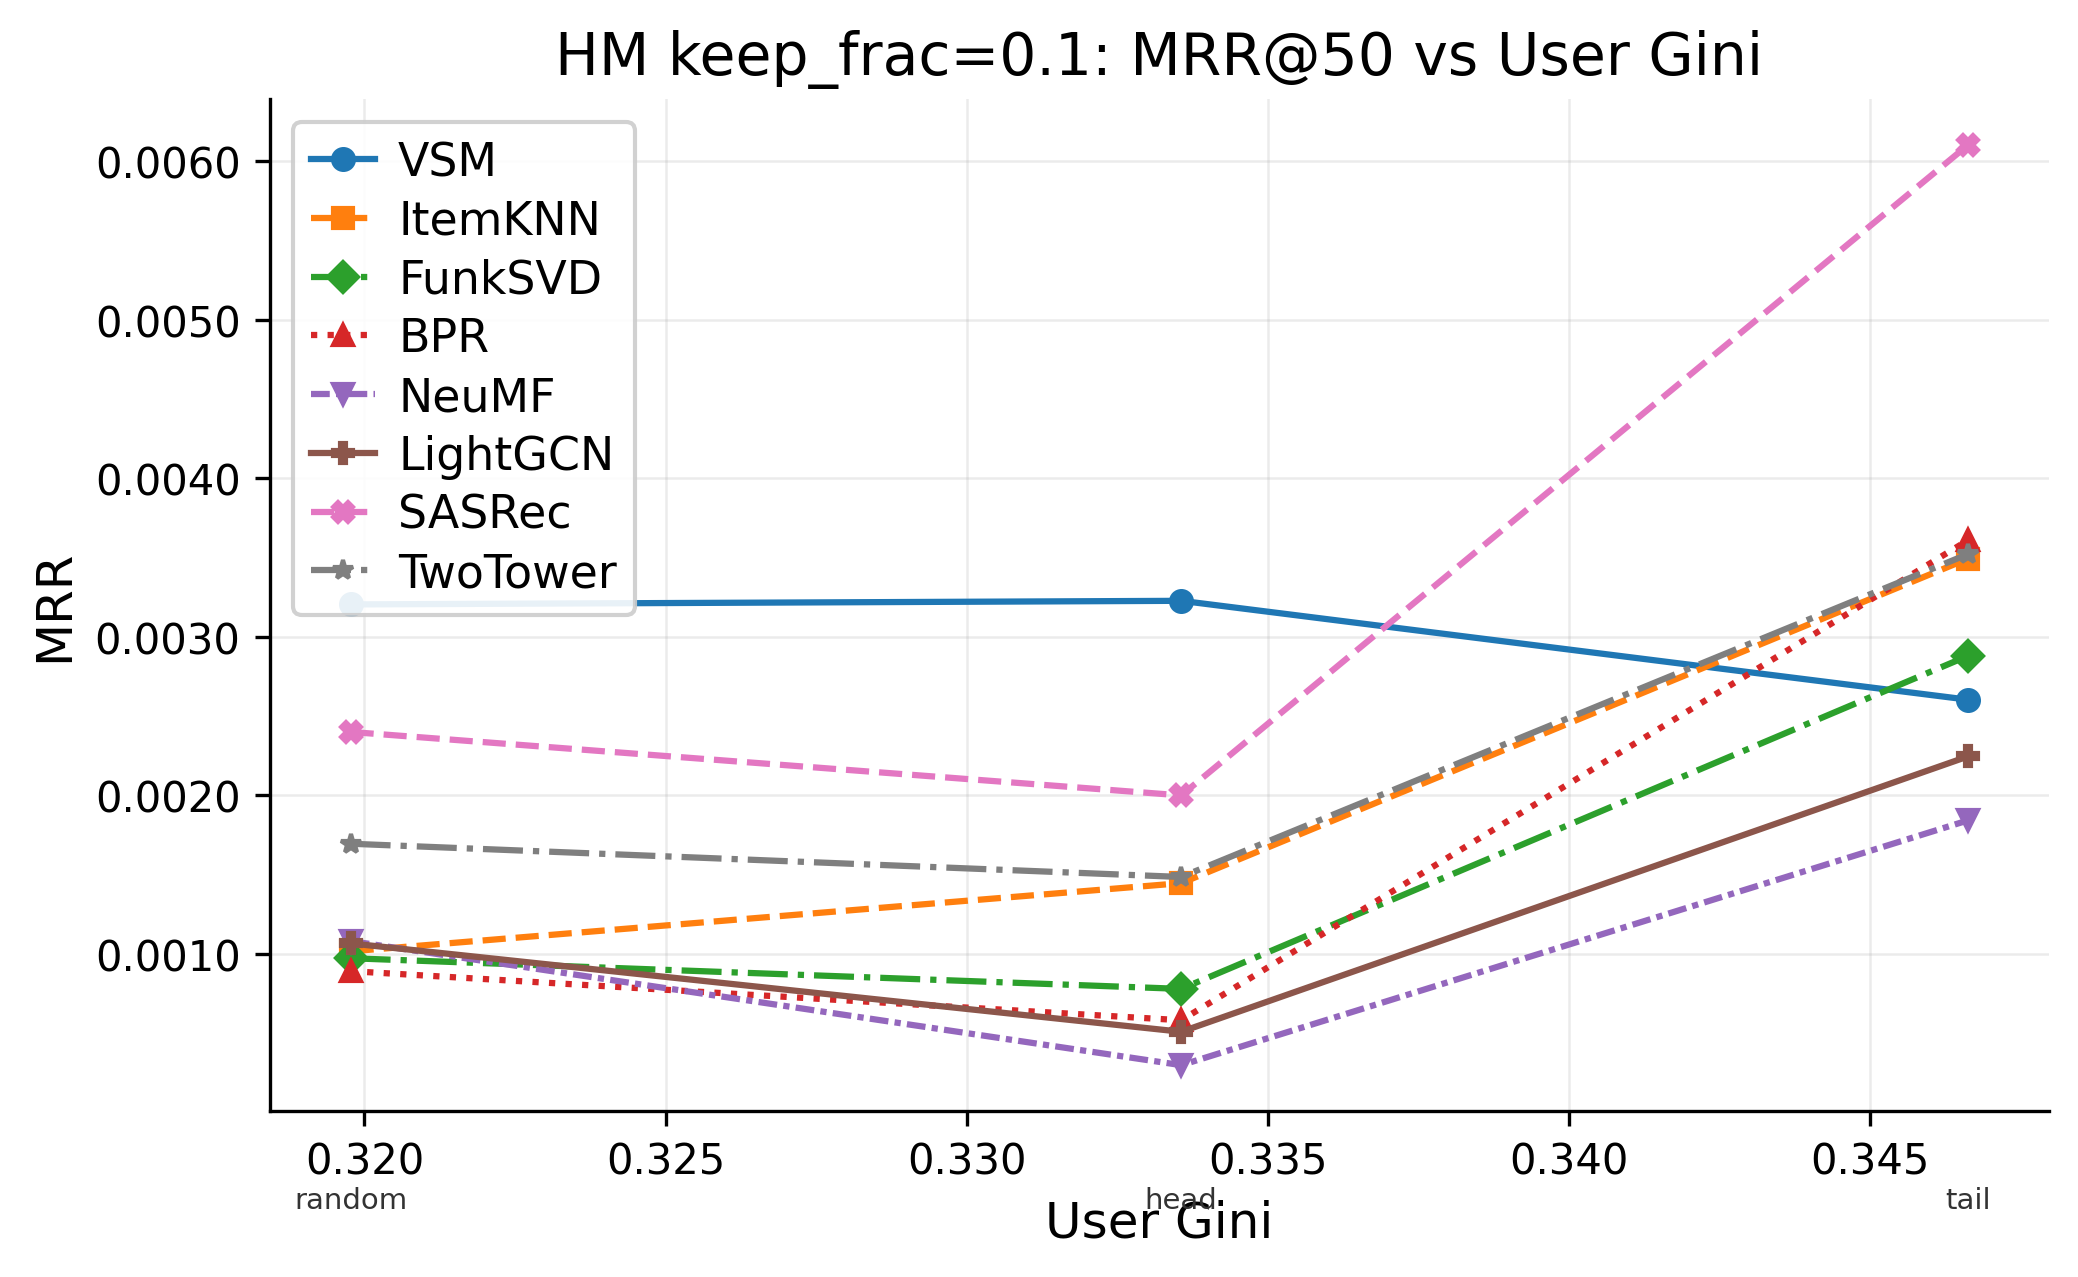 HM keep_frac=0.1: MRR@50 vs User Gini
VSM
ItemKNN
FunkSVD
BPR
NeuMF
LightGCN
SASRec
TwoTower
MRR
0.0060
0.0050
0.0040
0.0030
0.0020
0.0010
0.320 0.325 0.330 0.335 0.340 0.345
random head tail
User Gini